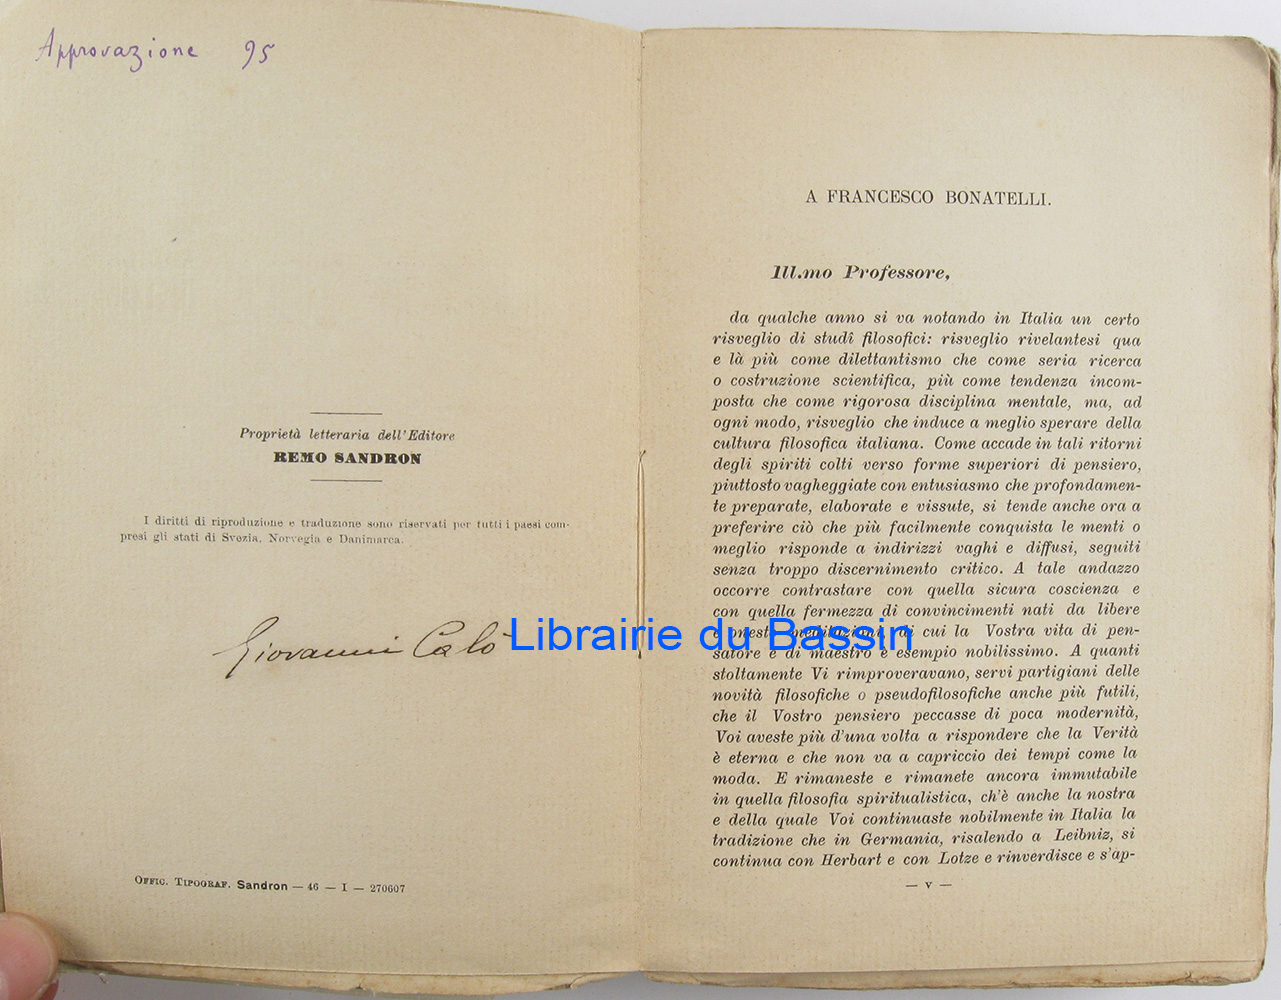 Approvazione 95
Proprietà letteraria dell'Editore
REMO SANDRON
I diritti di riproduzione e traduzione sono riservati per tutti i paesi com-
presi gli stati di Svezia, Norvegia e Danimarca.
Giovanni Calò
Offic. Tipograf. Sandron — 46 — I — 270607
A FRANCESCO BONATELLI.
Ill.mo Professore,
da qualche anno si va notando in Italia un certo
risveglio di studî filosofici: risveglio rivelantesi qua
e là più come dilettantismo che come seria ricerca
o costruzione scientifica, più come tendenza incom-
posta che come rigorosa disciplina mentale, ma, ad
ogni modo, risveglio che induce a meglio sperare della
cultura filosofica italiana. Come accade in tali ritorni
degli spiriti colti verso forme superiori di pensiero,
piuttosto vagheggiate con entusiasmo che profondamen-
te preparate, elaborate e vissute, si tende anche ora a
preferire ciò che più facilmente conquista le menti o
meglio risponde a indirizzi vaghi e diffusi, seguiti
senza troppo discernimento critico. A tale andazzo
occorre contrastare con quella sicura coscienza e
con quella fermezza di convincimenti nati da libere
e oneste meditazioni, di cui la Vostra vita di pen-
satore e di maestro è esempio nobilissimo. A quanti
stoltamente Vi rimproveravano, servi partigiani delle
novità filosofiche o pseudofilosofiche anche più futili,
che il Vostro pensiero peccasse di poca modernità,
Voi aveste più d'una volta a rispondere che la Verità
è eterna e che non va a capriccio dei tempi come la
moda. E rimaneste e rimanete ancora immutabile
in quella filosofia spiritualistica, ch'è anche la nostra
e della quale Voi continuaste nobilmente in Italia la
tradizione che in Germania, risalendo a Leibniz, si
continua con Herbart e con Lotze e rinverdisce e s'ap-
— V —
Librairie du Bassin